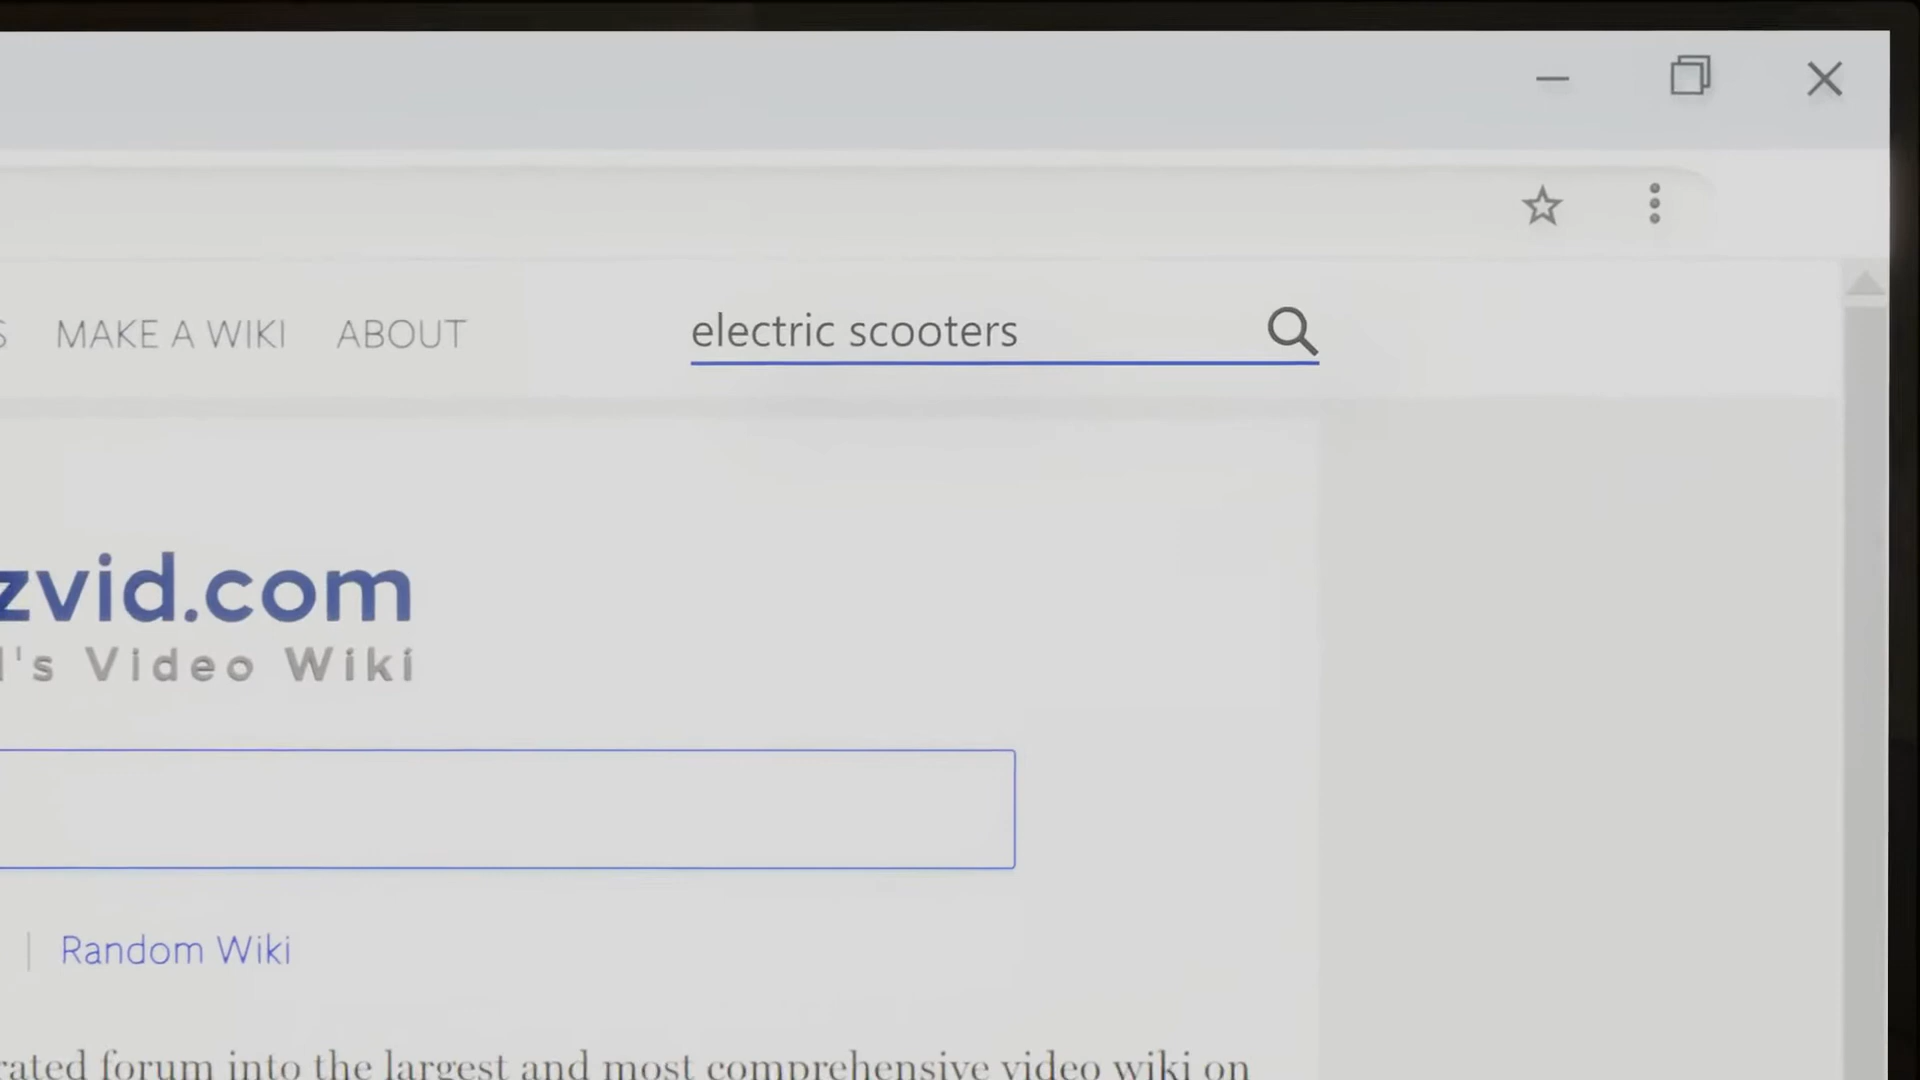 MAKE A WIKI ABOUT electric scooters
zvid.com
's Video Wiki
Random Wiki
forum into the largest and most comprehensive video wiki on